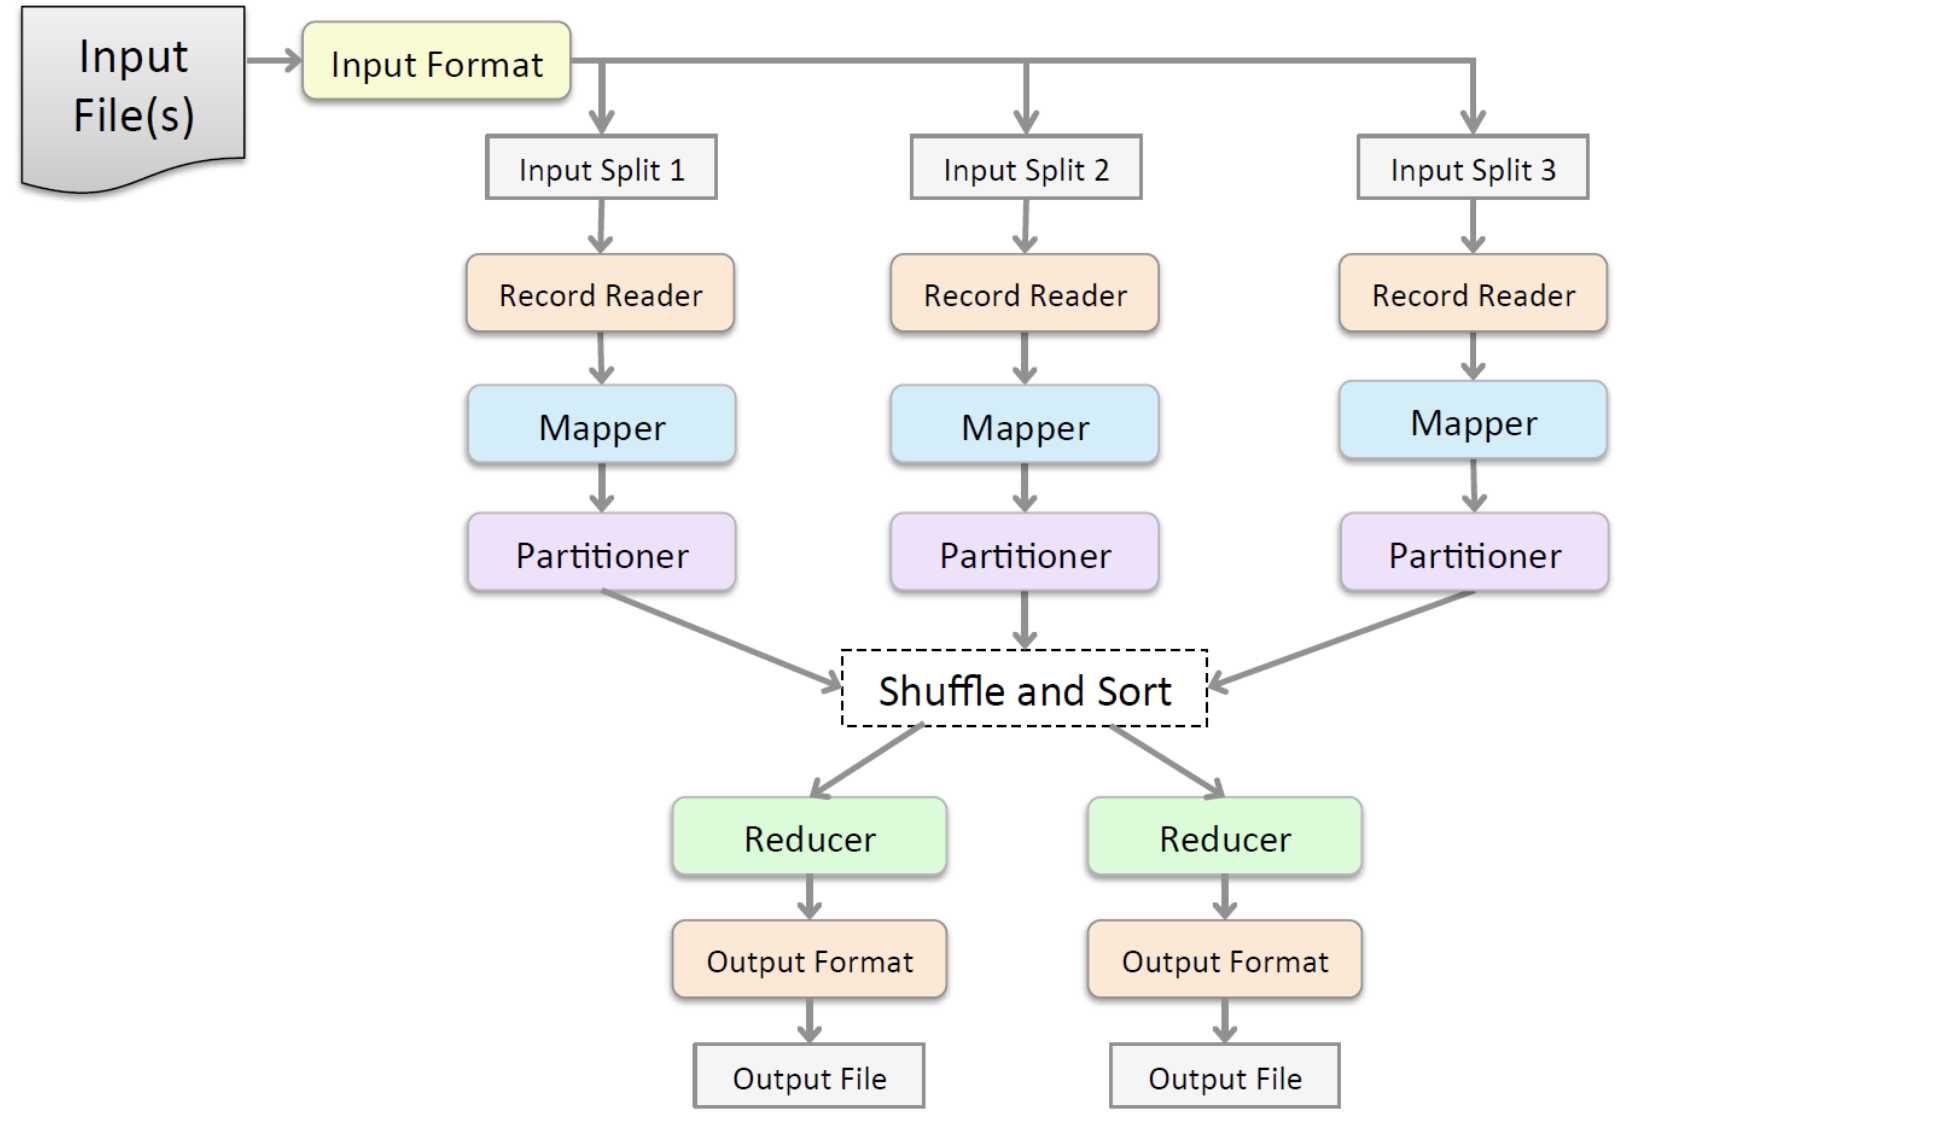 Input
File(s)
Input Format
Input Split 1
Input Split 2
Input Split 3
Record Reader
Record Reader
Record Reader
Mapper
Mapper
Mapper
Partitioner
Partitioner
Partitioner
Shuffle and Sort
Reducer
Reducer
Output Format
Output Format
Output File
Output File